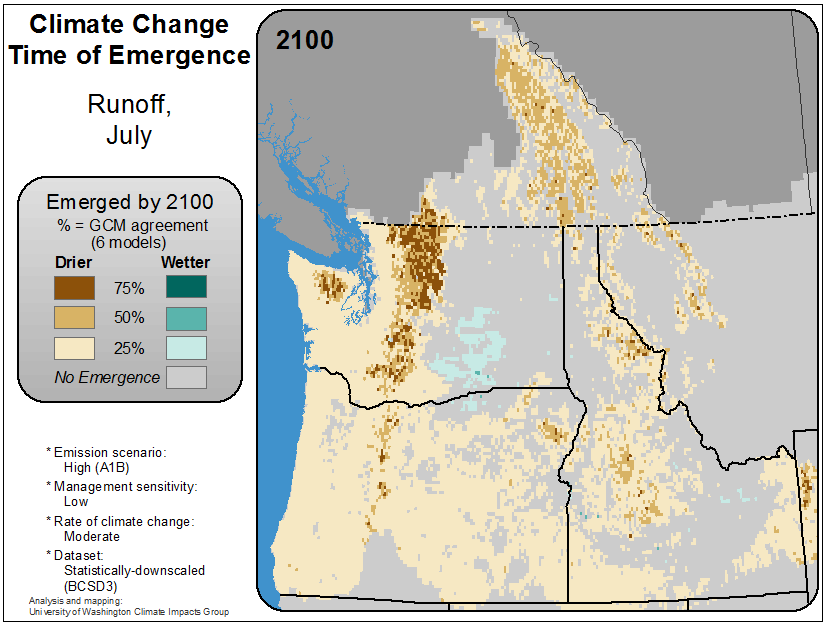 Climate Change
Time of Emergence
Runoff,
July
2100
Emerged by 2100
% = GCM agreement
(6 models)
Drier Wetter
75%
50%
25%
No Emergence
* Emission scenario:
High (A1B)
* Management sensitivity:
Low
* Rate of climate change:
Moderate
* Dataset:
Statistically-downscaled
(BCSD3)
Analysis and mapping:
University of Washington Climate Impacts Group